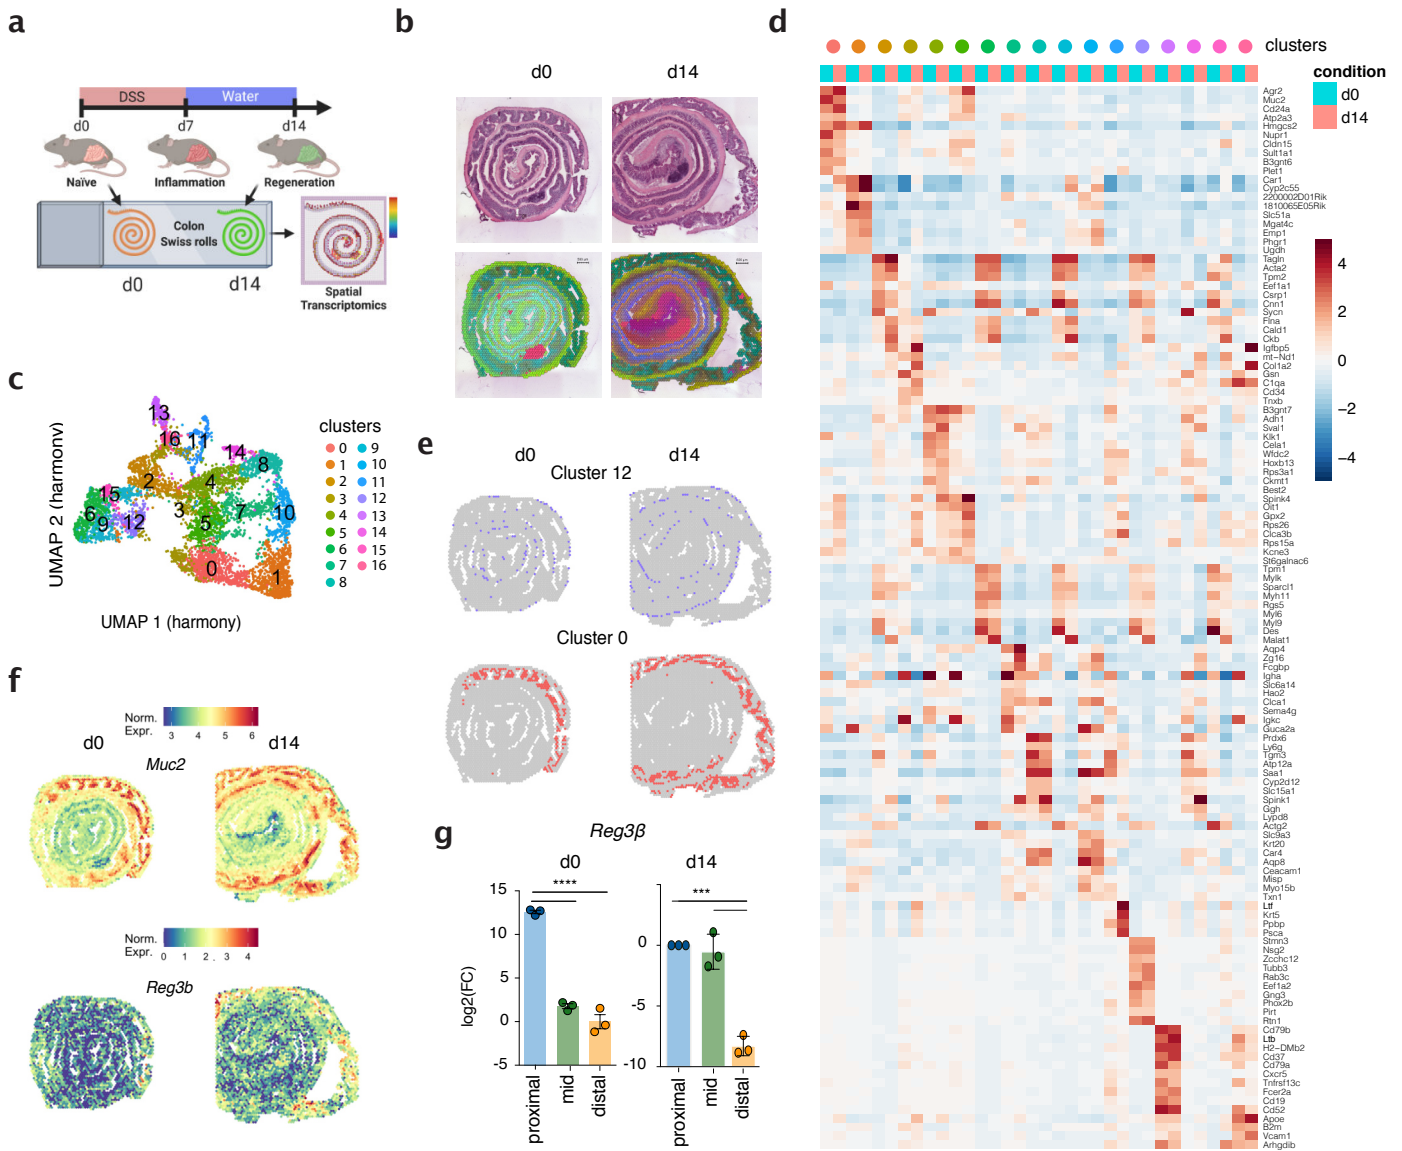 a
DSS
Water
d0
d7
d14
Naïve
Inflammation
Regeneration
Colon
Swiss rolls
d0
d14
Spatial
Transcriptomics
b
d0
d14
c
UMAP 2 (harmony)
UMAP 1 (harmony)
13
16
11
14
8
2
4
15
3
7
10
6
9
12
5
0
1
clusters
0
1
2
3
4
5
6
7
8
9
10
11
12
13
14
15
16
d
clusters
condition
d0
d14
4
2
0
−2
−4
Agr2
Muc2
Cd24a
Atp2a3
Hmgcs2
Nupr1
Cldn15
Sult1a1
B3gnt6
Plet1
Car1
Cyp2c55
2200002D01Rik
1810065E05Rik
Slc51a
Mgat4c
Emp1
Phgr1
Ugdh
Tagln
Acta2
Tpm2
Eef1a1
Csrp1
Cnn1
Sycn
Flna
Cald1
Ckb
Igfbp5
mt−Nd1
Col1a2
Gsn
C1qa
Cd34
Tnxb
B3gnt7
Adh1
Sval1
Klk1
Cela1
Wfdc2
Hoxb13
Rps3a1
Ckmt1
Best2
Spink4
Oit1
Gpx2
Rps26
Clca3b
Rps15a
Kcne3
St6galnac6
Tpm1
Mylk
Sparcl1
Myh11
Rgs5
Myl6
Myl9
Des
Malat1
Aqp4
Zg16
Fcgbp
Igha
Slc6a14
Hao2
Clca1
Sema4g
Igkc
Guca2a
Prdx6
Ly6g
Tgm3
Atp12a
Saa1
Cyp2d12
Slc15a1
Spink1
Ggh
Lypd8
Actg2
Slc9a3
Krt20
Car4
Aqp8
Ceacam1
Misp
Myo15b
Txn1
Ltf
Krt5
Ppbp
Psca
Stmn3
Nsg2
Zcchc12
Tubb3
Rab3c
Eef1a2
Gng3
Phox2b
Pirt
Rtn1
Cd79b
Ltb
H2−DMb2
Cd37
Cd79a
Cxcr5
Tnfrsf13c
Fcer2a
Cd19
Cd52
Apoe
B2m
Vcam1
Arhgdib
e
d0
d14
Cluster 12
Cluster 0
f
Norm.
Expr.
3 4 5 6
d0
d14
Muc2
Norm.
Expr.
0 1 2 . 3 4
Reg3b
g
Reg3β
d0
d14
****
***
log2(FC)
15
10
5
0
-5
0
-5
-10
proximal
mid
distal
proximal
mid
distal